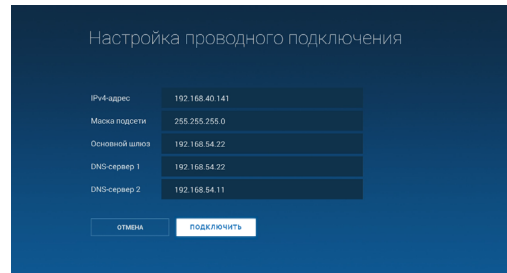 Настройка проводного подключения
IPv4-адрес 192.168.40.141
Маска подсети 255.255.255.0
Основной шлюз 192.168.54.22
DNS-сервер 1 192.168.54.22
DNS-сервер 2 192.168.54.11
ОТМЕНА ПОДКЛЮЧИТЬ